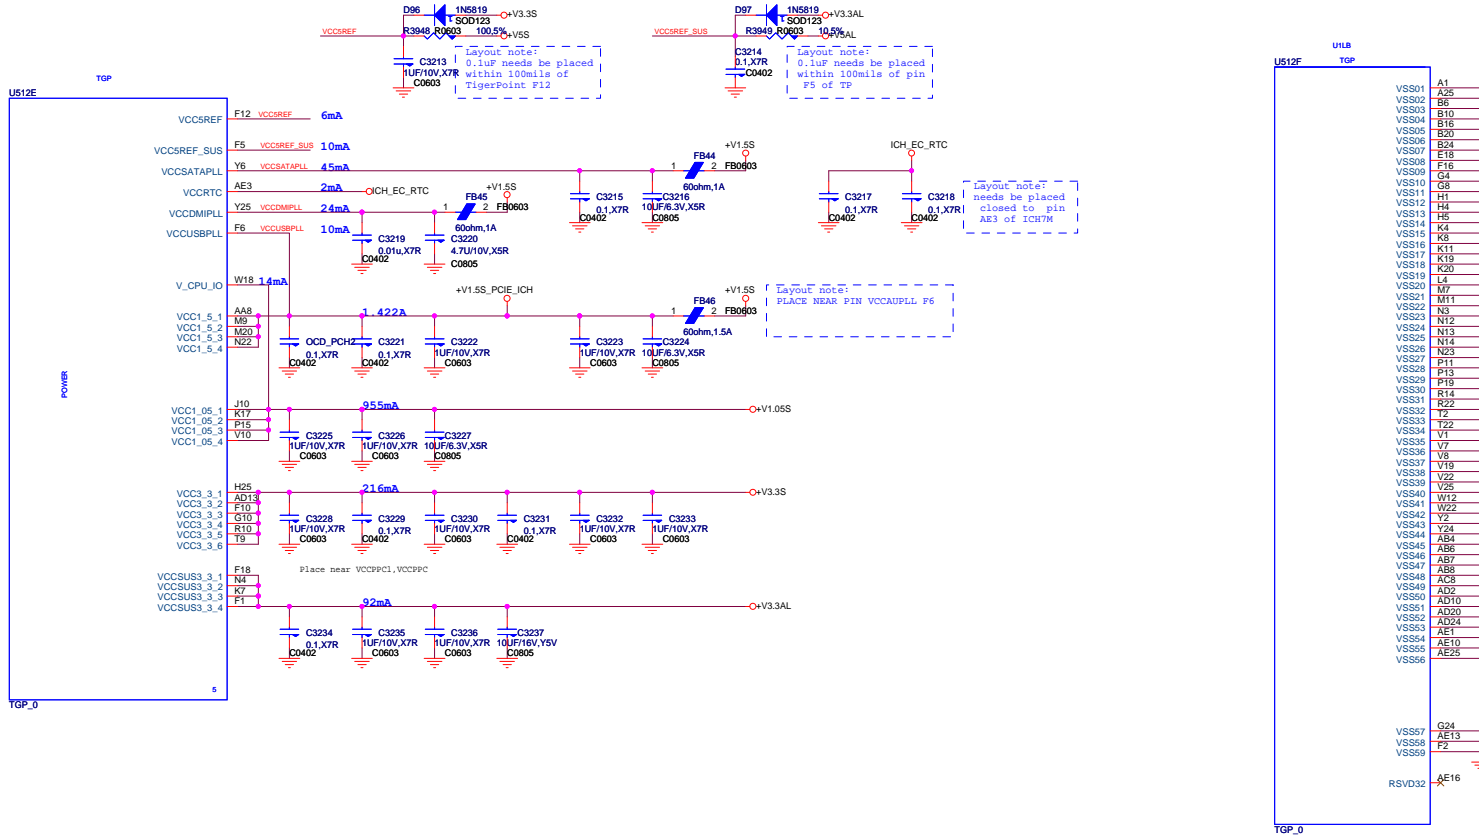 D96
1N5819
+V3.3S
SOD123
VCC5REF
R3948
R0603
100,5%
+V5S
C3213
1UF/10V,X7R
C0603
Layout note:
0.1uF needs be placed
within 100mils of
TigerPoint F12
D97
1N5819
+V3.3AL
SOD123
VCC5REF_SUS
R3949
R0603
10,5%
+V5AL
C3214
0.1,X7R
C0402
Layout note:
0.1uF needs be placed
within 100mils of pin
F5 of TP
TGP
U512E
VCC5REF
F12
VCC5REF
6mA
VCC5REF_SUS
F5
VCC5REF_SUS
10mA
VCCSATAPLL
Y6
VCCSATAPLL
45mA
VCCRTC
AE3
2mA
ICH_EC_RTC
VCCDMIPLL
Y25
VCCDMIPLL
24mA
VCCUSBPLL
F6
VCCUSBPLL
10mA
+V1.5S
FB44
1
2
FB0603
60ohm,1A
C3215
0.1,X7R
C0402
C3216
10UF/6.3V,X5R
C0805
+V1.5S
FB45
1
2
FB0603
60ohm,1A
C3219
0.01u,X7R
C0402
C3220
4.7U/10V,X5R
C0805
ICH_EC_RTC
C3217
0.1,X7R
C0402
C3218
0.1,X7R
C0402
Layout note:
needs be placed
closed to pin
AE3 of ICH7M
V_CPU_IO
W18
14mA
+V1.5S_PCIE_ICH
+V1.5S
FB46
1
2
FB0603
60ohm,1.5A
Layout note:
PLACE NEAR PIN VCCAUPLL F6
VCC1_5_1
AA8
1.422A
VCC1_5_2
M9
VCC1_5_3
M20
VCC1_5_4
N22
OCD_PCH2
0.1,X7R
C0402
C3221
0.1,X7R
C0402
C3222
1UF/10V,X7R
C0603
C3223
1UF/10V,X7R
C0603
C3224
10UF/6.3V,X5R
C0805
POWER
VCC1_05_1
J10
955mA
+V1.05S
VCC1_05_2
K17
VCC1_05_3
P15
VCC1_05_4
V10
C3225
1UF/10V,X7R
C0603
C3226
1UF/10V,X7R
C0603
C3227
10UF/6.3V,X5R
C0805
VCC3_3_1
H25
216mA
+V3.3S
VCC3_3_2
AD13
VCC3_3_3
F10
VCC3_3_4
G10
VCC3_3_5
R10
VCC3_3_6
T9
C3228
1UF/10V,X7R
C0603
C3229
0.1,X7R
C0402
C3230
1UF/10V,X7R
C0603
C3231
0.1,X7R
C0402
C3232
1UF/10V,X7R
C0603
C3233
1UF/10V,X7R
C0603
Place near VCCPPC1,VCCPPC
VCCSUS3_3_1
F18
VCCSUS3_3_2
N4
VCCSUS3_3_3
K7
VCCSUS3_3_4
F1
92mA
+V3.3AL
C3234
0.1,X7R
C0402
C3235
1UF/10V,X7R
C0603
C3236
1UF/10V,X7R
C0603
C3237
10UF/16V,Y5V
C0805
5
TGP_0
U1LB
U512F
TGP
VSS01 A1
VSS02 A25
VSS03 B6
VSS04 B10
VSS05 B16
VSS06 B20
VSS07 B24
VSS08 E18
VSS09 F16
VSS10 G4
VSS11 G8
VSS12 H1
VSS13 H4
VSS14 H5
VSS15 K4
VSS16 K8
VSS17 K11
VSS18 K19
VSS19 K20
VSS20 L4
VSS21 M7
VSS22 M11
VSS23 N3
VSS24 N12
VSS25 N13
VSS26 N14
VSS27 N23
VSS28 P11
VSS29 P13
VSS30 P19
VSS31 R14
VSS32 R22
VSS33 T2
VSS34 T22
VSS35 V1
VSS36 V7
VSS37 V8
VSS38 V19
VSS39 V22
VSS40 V25
VSS41 W12
VSS42 W22
VSS43 Y2
VSS44 Y24
VSS45 AB4
VSS46 AB6
VSS47 AB7
VSS48 AB8
VSS49 AC8
VSS50 AD2
VSS51 AD10
VSS52 AD20
VSS53 AD24
VSS54 AE1
VSS55 AE10
VSS56 AE25
VSS57 G24
VSS58 AE13
VSS59 F2
RSVD32 AE16
TGP_0